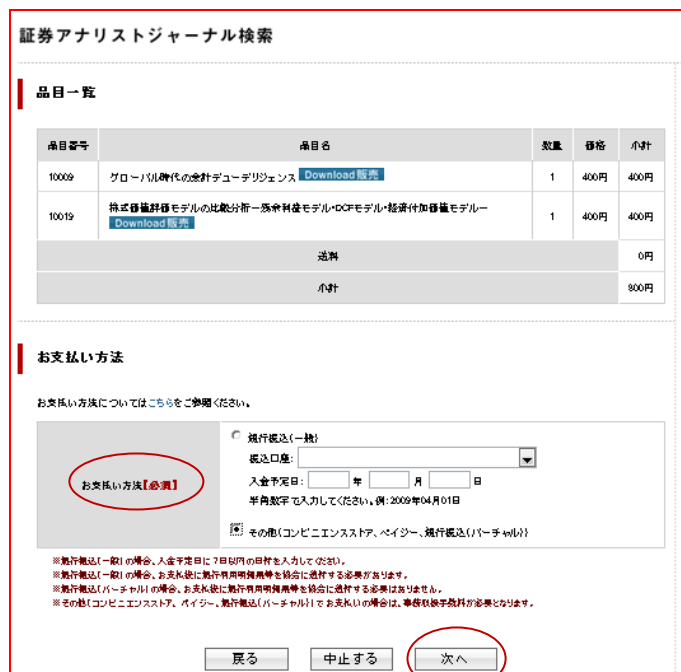 証券アナリストジャーナル検索
品目一覧
品目番号 品目名 数量 価格 小計
10009 グローバル時代の会計デューデリジェンス Download販売 1 400円 400円
10019 株式価値評価モデルの比較分析－残余利益モデル・DCFモデル・経済付加価値モデル－ Download販売 1 400円 400円
送料 0円
小計 800円
お支払い方法
お支払い方法についてはこちらをご参照ください。
お支払い方法【必須】
銀行振込(一般)
振込口座:
入金予定日: 年 月 日
半角数字で入力してください。例:2009年04月01日
その他(コンビニエンスストア、ペイジー、銀行振込(バーチャル))
※銀行振込(一般)の場合、入金予定日に7日以内の日付を入力してください。
※銀行振込(一般)の場合、お支払後に銀行利用明細票等を協会に送付する必要があります。
※銀行振込(バーチャル)の場合、お支払後に銀行利用明細票等を協会に送付する必要はありません。
※その他(コンビニエンスストア、ペイジー、銀行振込(バーチャル))でお支払いの場合は、事務取扱手数料が必要となります。
戻る 中止する 次へ